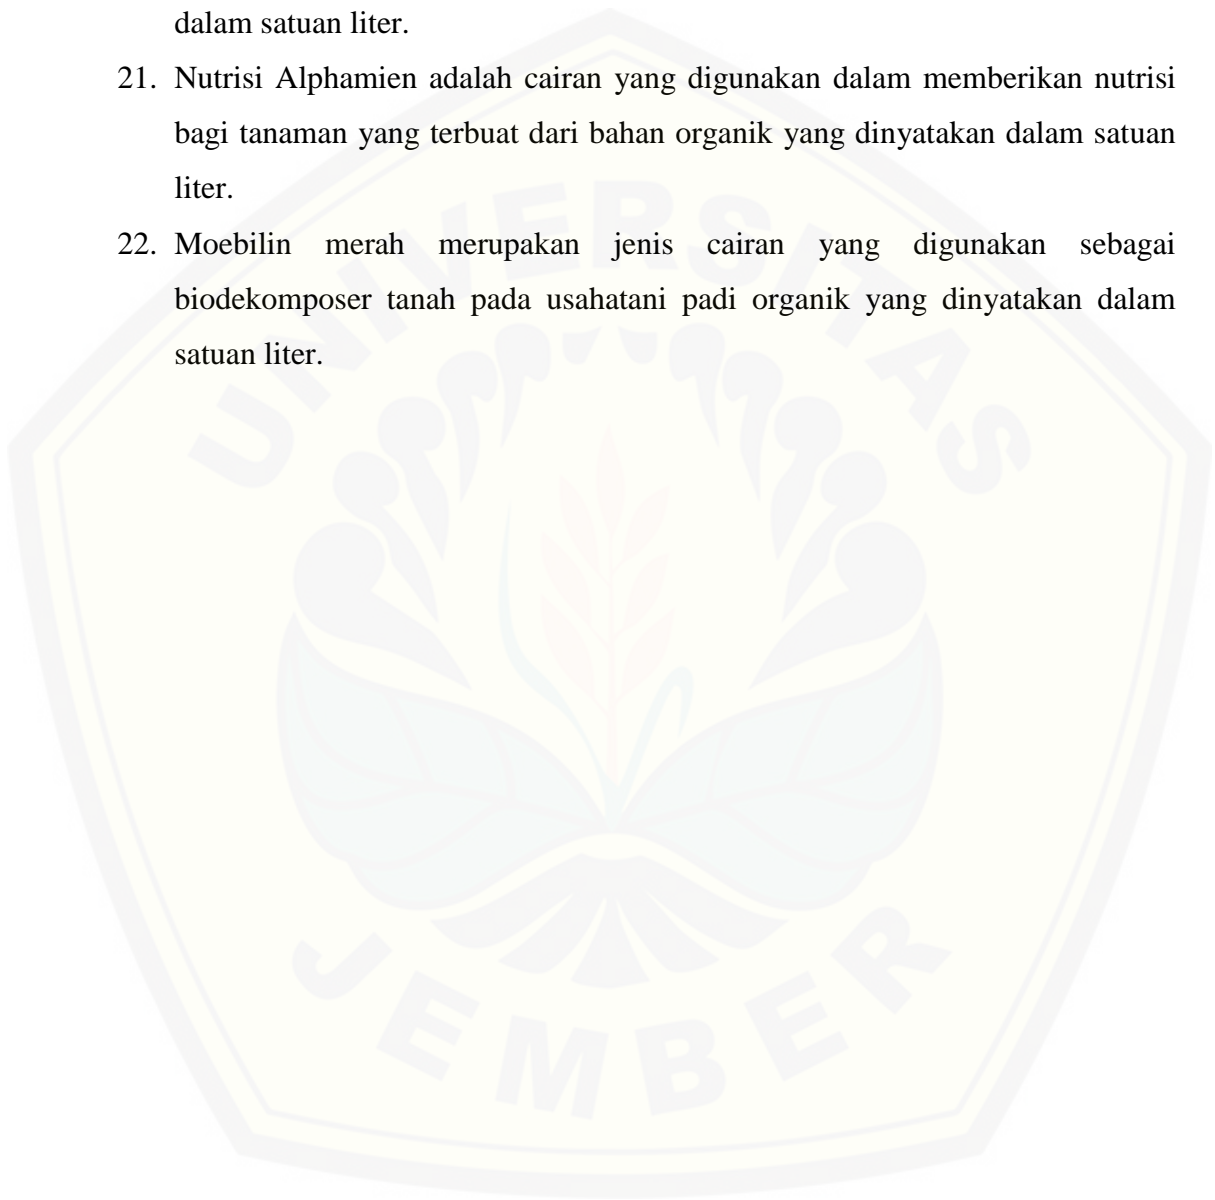 dalam satuan liter.
21. Nutrisi Alphamien adalah cairan yang digunakan dalam memberikan nutrisi
bagi tanaman yang terbuat dari bahan organik yang dinyatakan dalam satuan
liter.
22. Moebilin merah merupakan jenis cairan yang digunakan sebagai
biodekomposer tanah pada usahatani padi organik yang dinyatakan dalam
satuan liter.
UNIVERSITAS
JEMBER